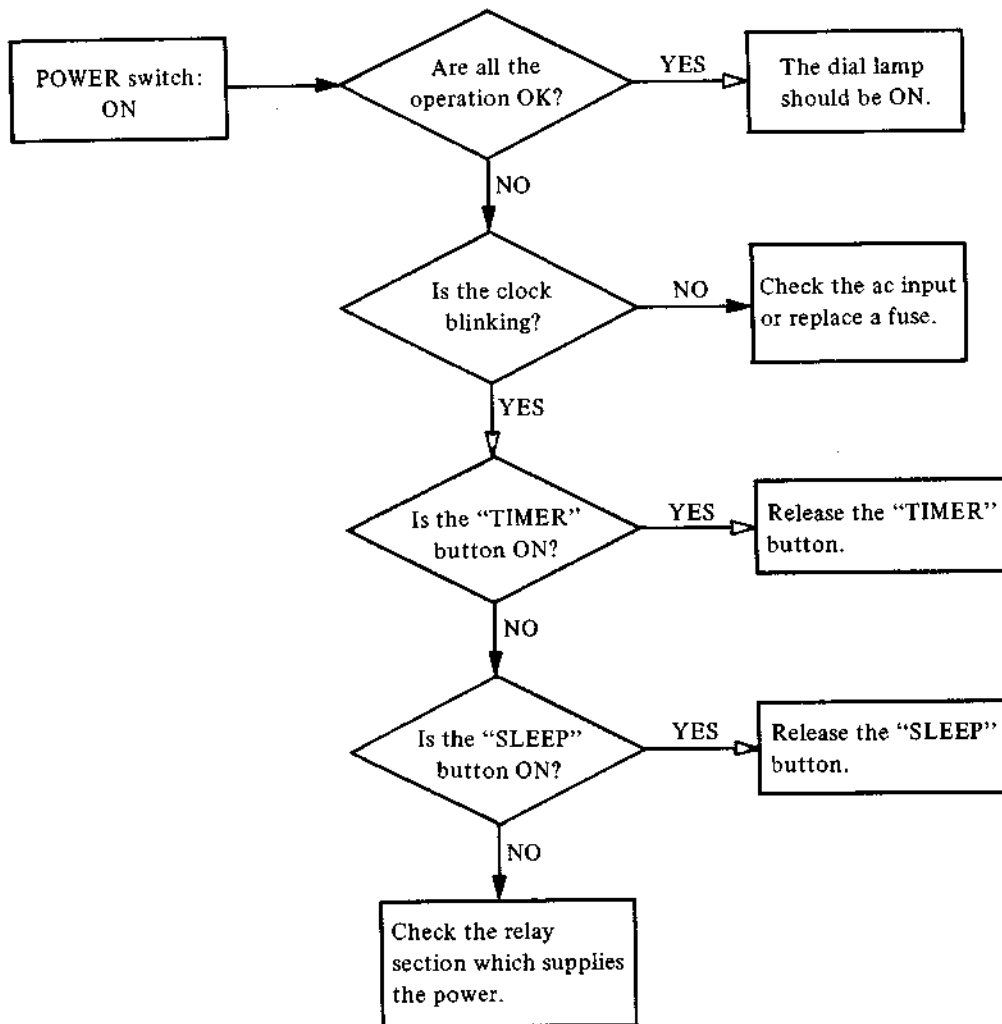 POWER switch:
ON
Are all the
operation OK?
YES
The dial lamp
should be ON.
NO
Is the clock
blinking?
NO
Check the ac input
or replace a fuse.
YES
Is the “TIMER”
button ON?
YES
Release the “TIMER”
button.
NO
Is the “SLEEP”
button ON?
YES
Release the “SLEEP”
button.
NO
Check the relay
section which supplies
the power.